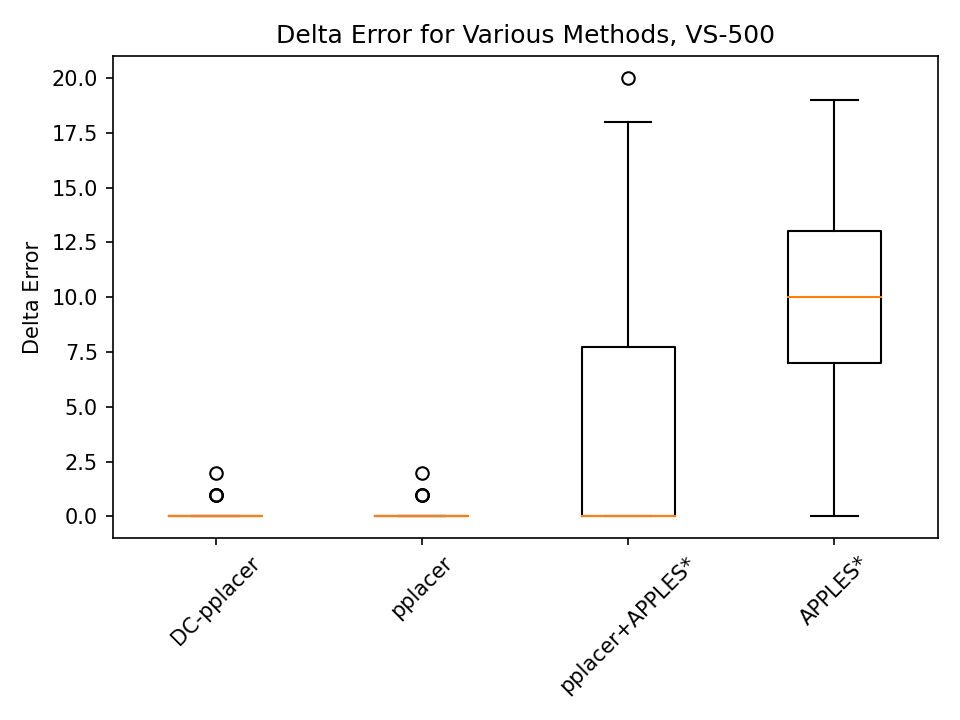 Delta Error for Various Methods, VS-500
Delta Error
20.0
17.5
15.0
12.5
10.0
7.5
5.0
2.5
0.0
DC-pplacer
pplacer
pplacer+APPLES*
APPLES*